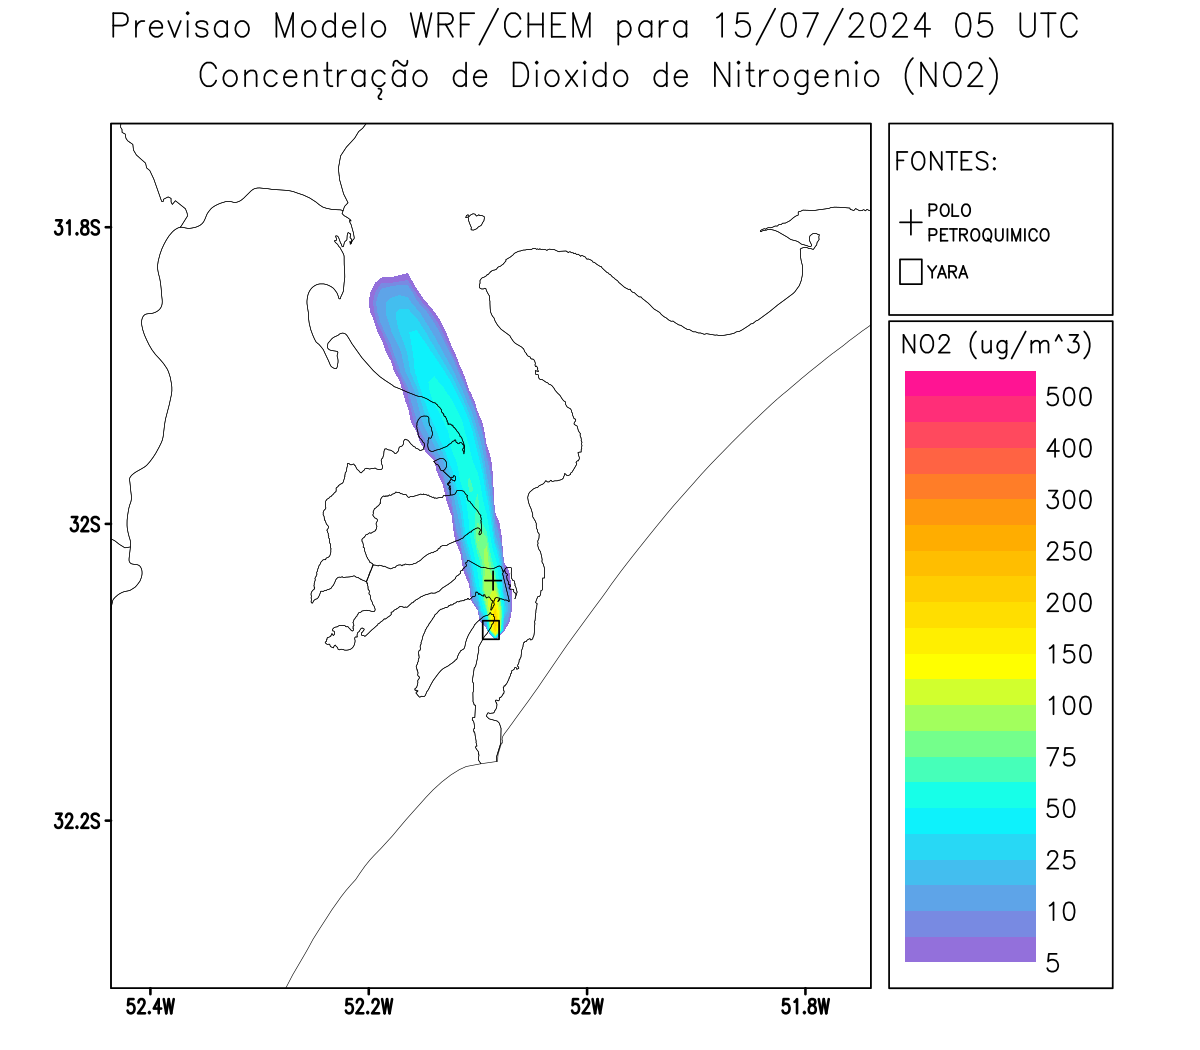 Previsao Modelo WRF/CHEM para 15/07/2024 05 UTC
Concentração de Dioxido de Nitrogenio (NO2)
FONTES:
POLO
PETROQUIMICO
YARA
NO2 (ug/m^3)
500
400
300
250
200
150
100
75
50
25
10
5
31.8S
32S
32.2S
52.4W
52.2W
52W
51.8W